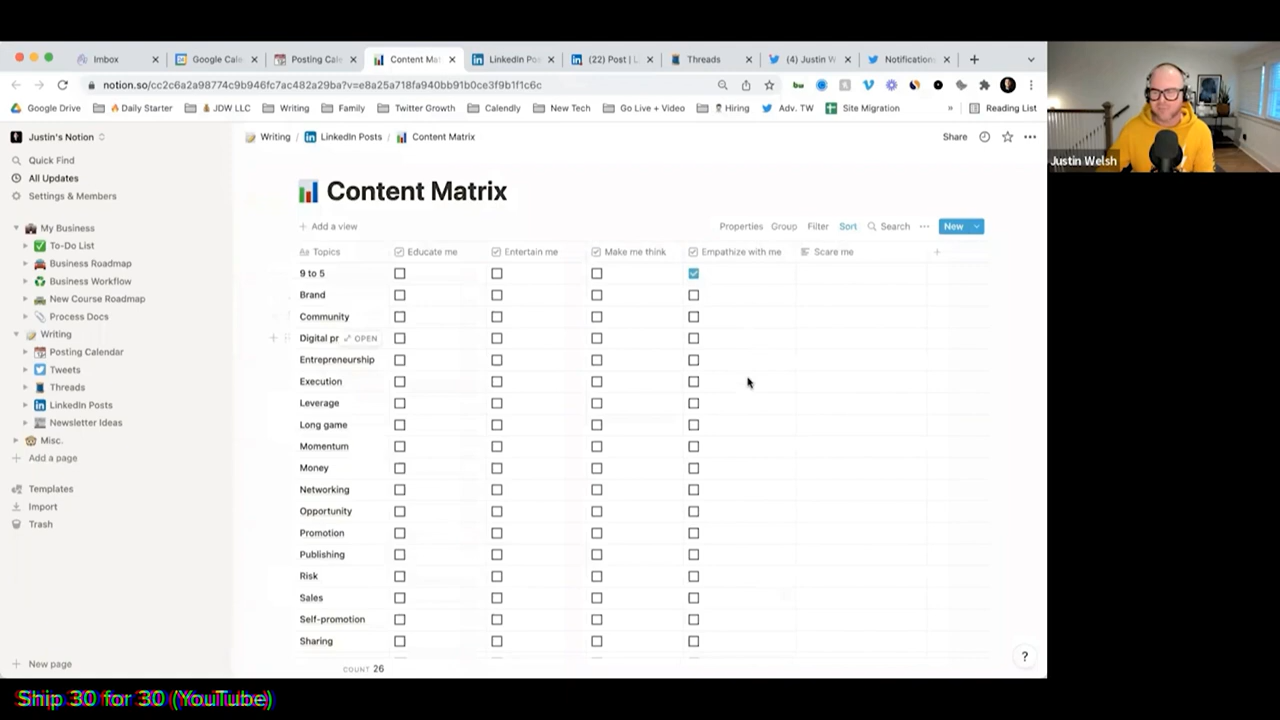 Inbox
Google Cal
Posting Cale
Content Mat
LinkedIn Pos
(22) Post | L
Threads
(4) Justin W
Notification
notion.so/cc2c6a2a98774c9b946fc7ac482a29ba?v=e8a25a718fa940bb91b0ce3f9b1f1c6c
Google Drive
Daily Starter
JDW LLC
Writing
Family
Twitter Growth
Calendly
New Tech
Go Live + Video
Hiring
Adv. TW
Site Migration
»
Reading List
Justin's Notion
Writing / LinkedIn Posts / Content Matrix
Share
Quick Find
All Updates
Settings & Members
My Business
To-Do List
Business Roadmap
Business Workflow
New Course Roadmap
Process Docs
Writing
Posting Calendar
Tweets
Threads
LinkedIn Posts
Newsletter Ideas
Misc.
Add a page
Templates
Import
Trash
New page
Content Matrix
Add a view
Properties Group Filter Sort Search New
Aa Topics Educate me Entertain me Make me think Empathize with me Scare me
9 to 5
Brand
Community
Digital pr OPEN
Entrepreneurship
Execution
Leverage
Long game
Momentum
Money
Networking
Opportunity
Promotion
Publishing
Risk
Sales
Self-promotion
Sharing
COUNT 26
?
Justin Welsh
Ship 30 for 30 (YouTube)